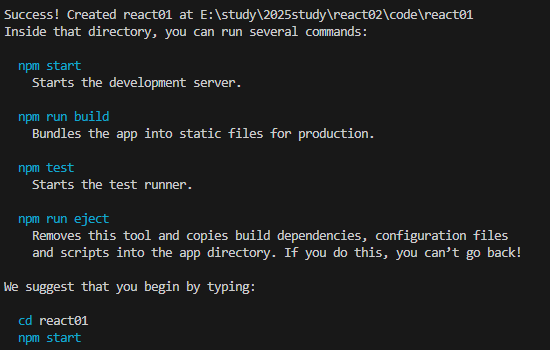 Success! Created react01 at E:\study\2025study\react02\code\react01
Inside that directory, you can run several commands:

  npm start
    Starts the development server.

  npm run build
    Bundles the app into static files for production.

  npm test
    Starts the test runner.

  npm run eject
    Removes this tool and copies build dependencies, configuration files
    and scripts into the app directory. If you do this, you can’t go back!

We suggest that you begin by typing:

  cd react01
  npm start